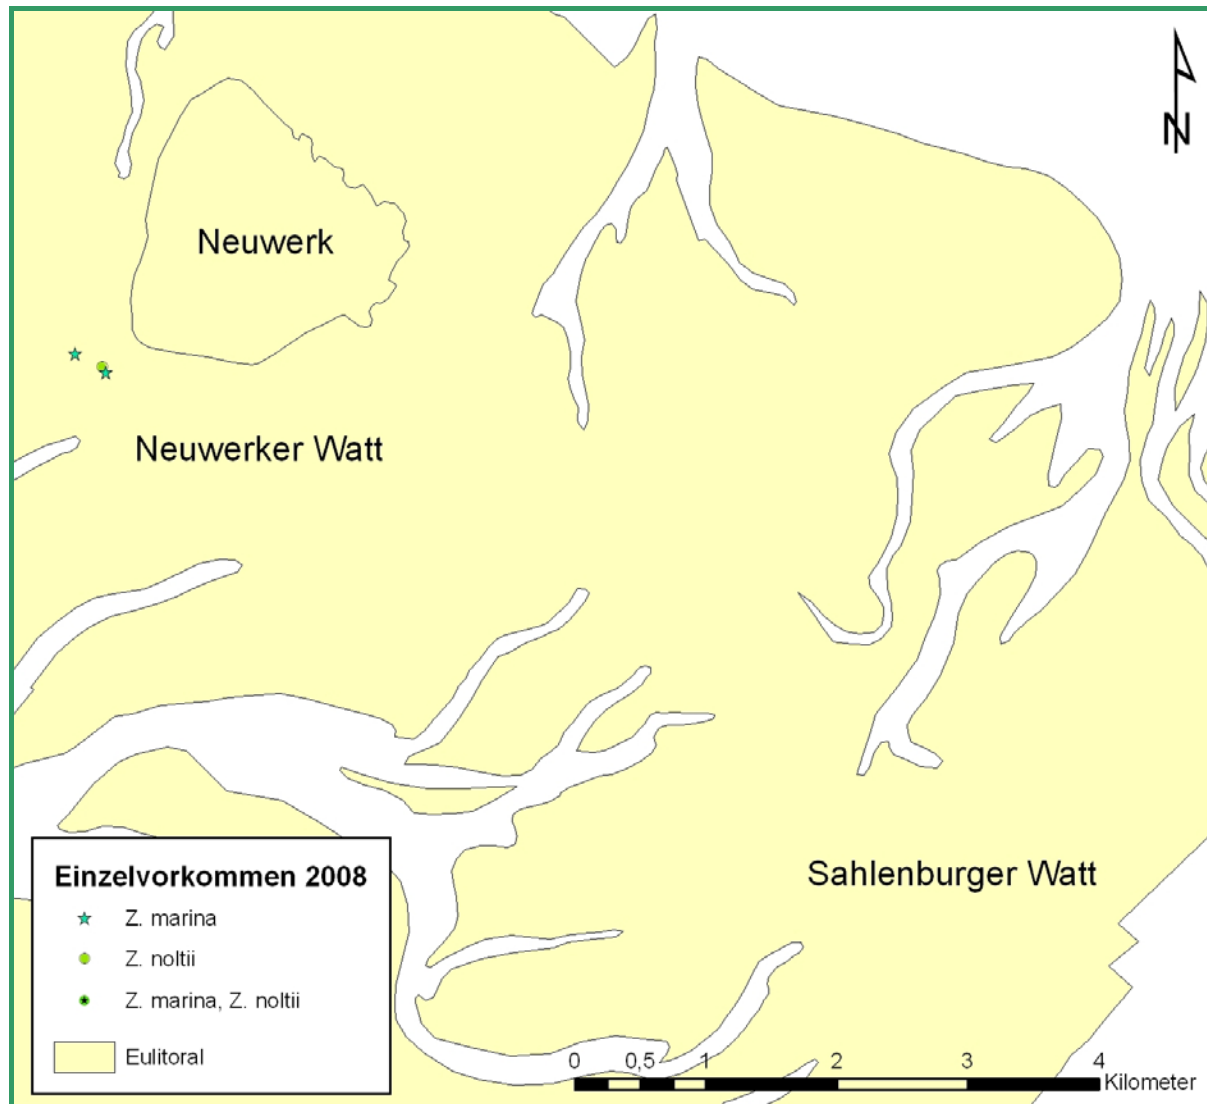 N
Neuwerk
Neuwerker Watt
Sahlenburger Watt
Einzelvorkommen 2008
Z. marina
Z. noltii
Z. marina, Z. noltii
Eulitoral
0 0,5 1 2 3 4
Kilometer